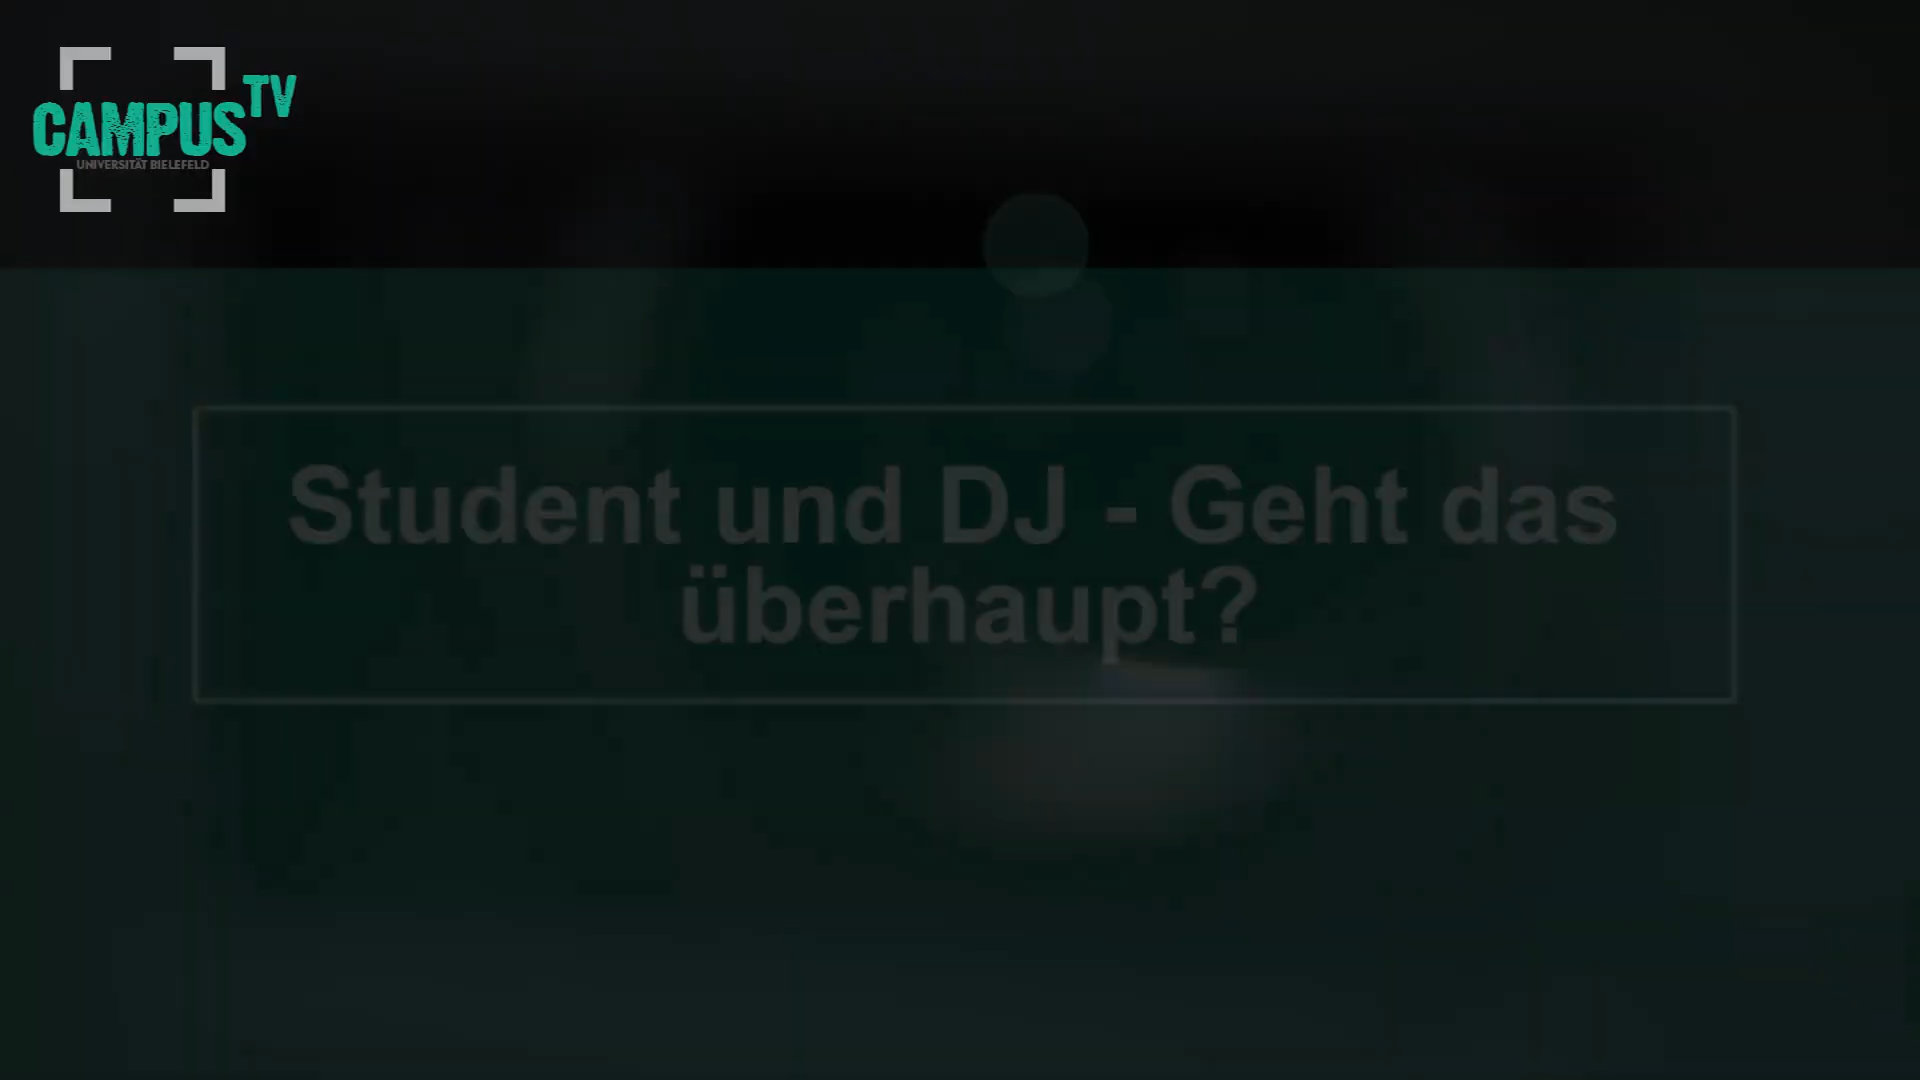 CAMPUS TV
UNIVERSITÄT BIELEFELD
Student und DJ - Geht das
überhaupt?